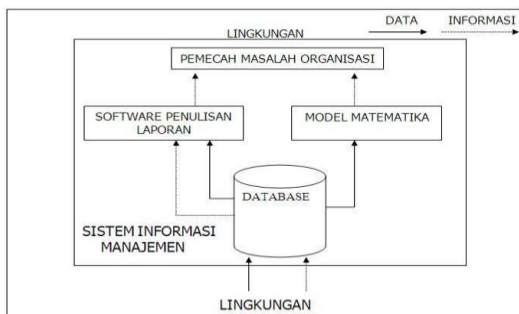 DATA INFORMASI
LINGKUNGAN
PEMECAH MASALAH ORGANISASI
SOFTWARE PENULISAN
LAPORAN
MODEL MATEMATIKA
DATABASE
SISTEM INFORMASI
MANAJEMEN
LINGKUNGAN